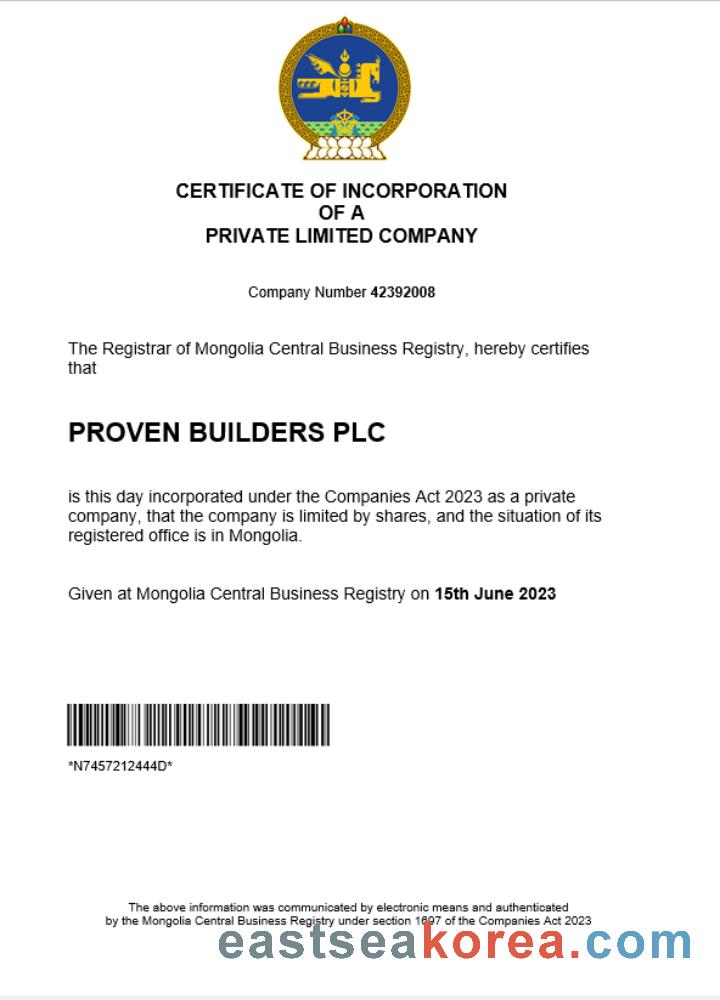 CERTIFICATE OF INCORPORATION
OF A
PRIVATE LIMITED COMPANY
Company Number 42392008
The Registrar of Mongolia Central Business Registry, hereby certifies
that
PROVEN BUILDERS PLC
is this day incorporated under the Companies Act 2023 as a private
company, that the company is limited by shares, and the situation of its
registered office is in Mongolia.
Given at Mongolia Central Business Registry on 15th June 2023
*N7457212444D*
The above information was communicated by electronic means and authenticated
by the Mongolia Central Business Registry under section of the Companies Act 2023
eastseakorea.com